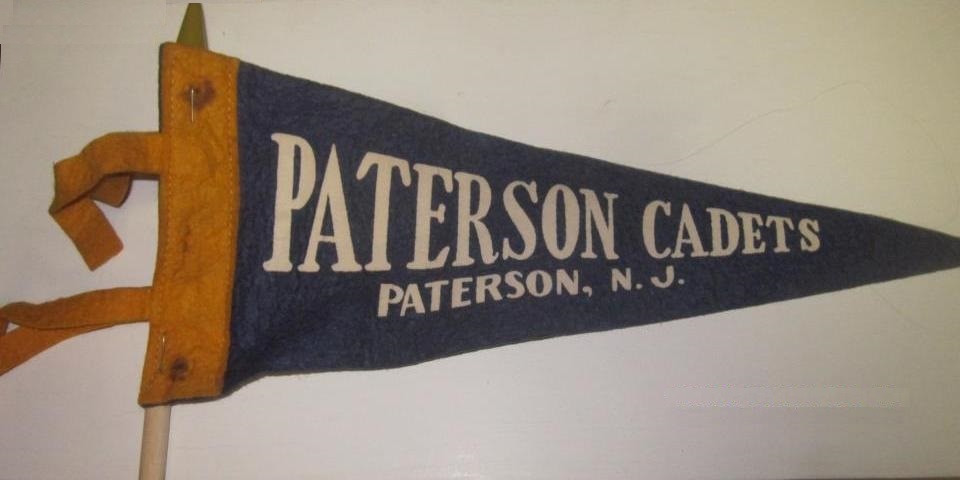 PATERSON CADETS
PATERSON, N. J.